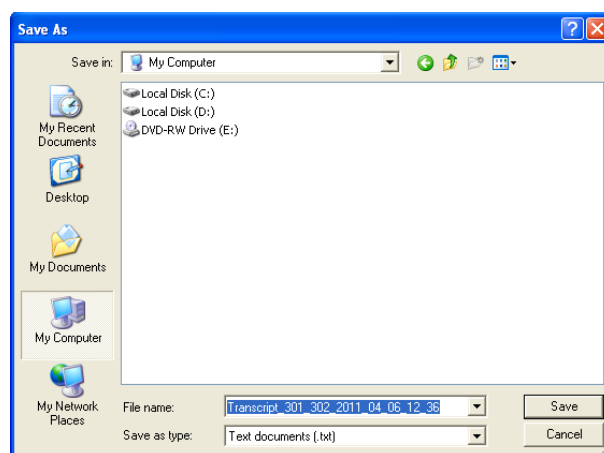 Save As
Save in:
My Computer
Local Disk (C:)
Local Disk (D:)
DVD-RW Drive (E:)
My Recent
Documents
Desktop
My Documents
My Computer
My Network
Places
File name:
Transcript_301_302_2011_04_06_12_36
Save
Save as type:
Text documents (.txt)
Cancel